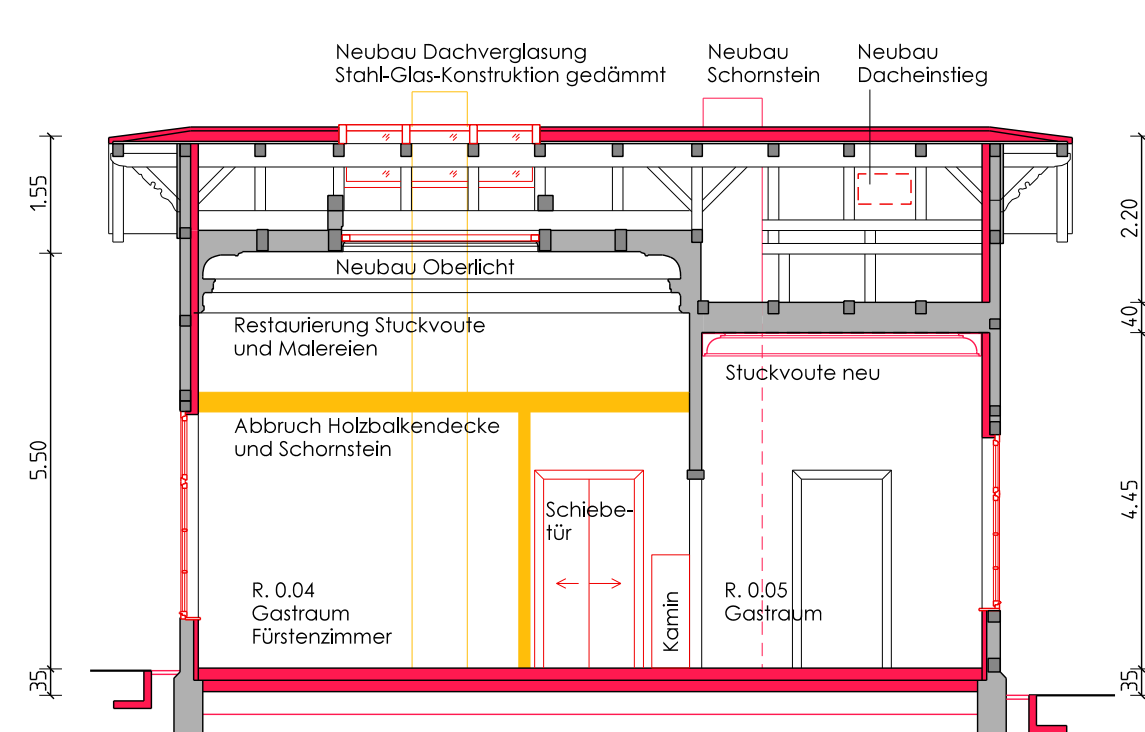 Neubau Dachverglasung
Stahl-Glas-Konstruktion gedämmt
Neubau
Schornstein
Neubau
Dacheinstieg
1.55
2.20
Neubau Oberlicht
40
Restaurierung Stuckvoute
und Malereien
Stuckvoute neu
Abbruch Holzbalkendecke
und Schornstein
5.50
4.45
Schiebe-
tür
R. 0.04
Gastraum
Fürstenzimmer
Kamin
R. 0.05
Gastraum
35
35